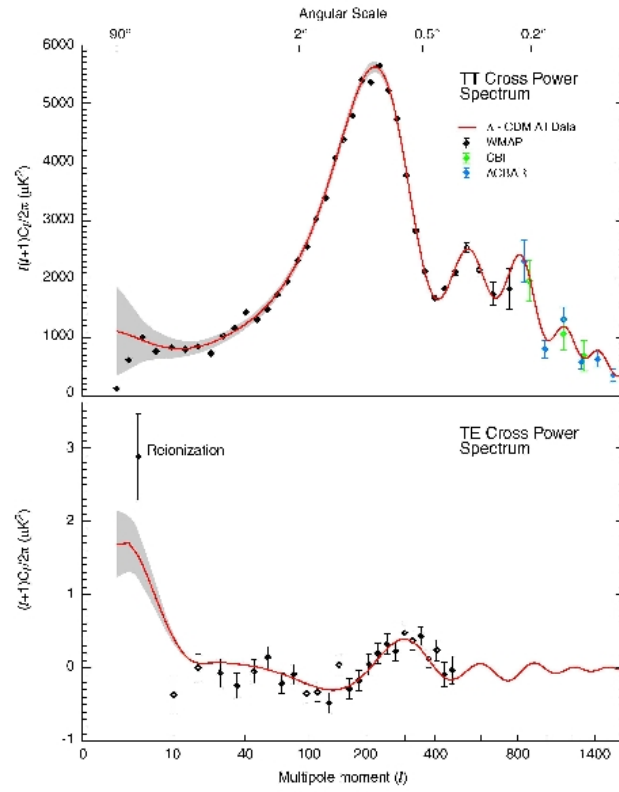 Angular Scale
90° 2° 0.5° 0.2°
6000
TT Cross Power
Spectrum
Λ - CDM All Data
WMAP
CBI
ACBAR
5000
4000
3000
2000
1000
0
l(l+1)Cl/2π (μK²)
TE Cross Power
Spectrum
Reionization
3
2
1
0
-1
(l+1)Cl/2π (μK²)
0 10 40 100 200 400 800 1400
Multipole moment (l)